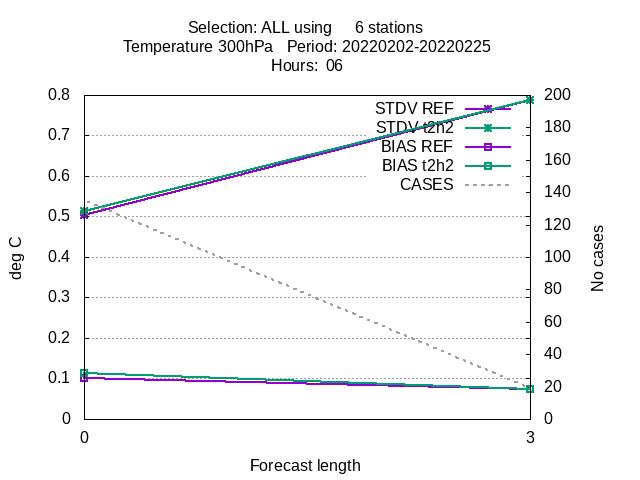 Selection: ALL using 6 stations
Temperature 300hPa Period: 20220202-20220225
Hours: 06
0.8
0.7
0.6
0.5
0.4
0.3
0.2
0.1
0
200
180
160
140
120
100
80
60
40
20
0
STDV REF
STDV t2h2
BIAS REF
BIAS t2h2
CASES
deg C
No cases
0
3
Forecast length